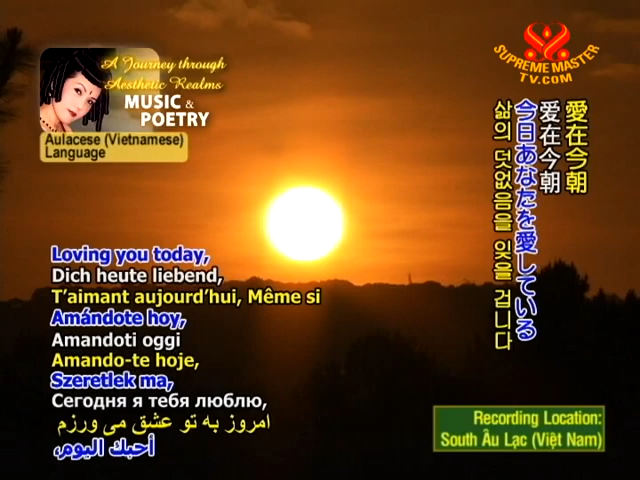 A Journey through
Aesthetic Realms
MUSIC &
POETRY
Aulacese (Vietnamese)
Language
SUPREME MASTER
TV.COM
愛在今朝
爱在今朝
今日あなたを愛している
삶의 덧없음을 잊을 겁니다
Loving you today,
Dich heute liebend,
T'aimant aujourd'hui, Même si
Amándote hoy,
Amandoti oggi
Amando-te hoje,
Szeretlek ma,
Сегодня я тебя люблю,
امروز به تو عشق می ورزم
أحبك اليوم،
Recording Location:
South Âu Lạc (Việt Nam)